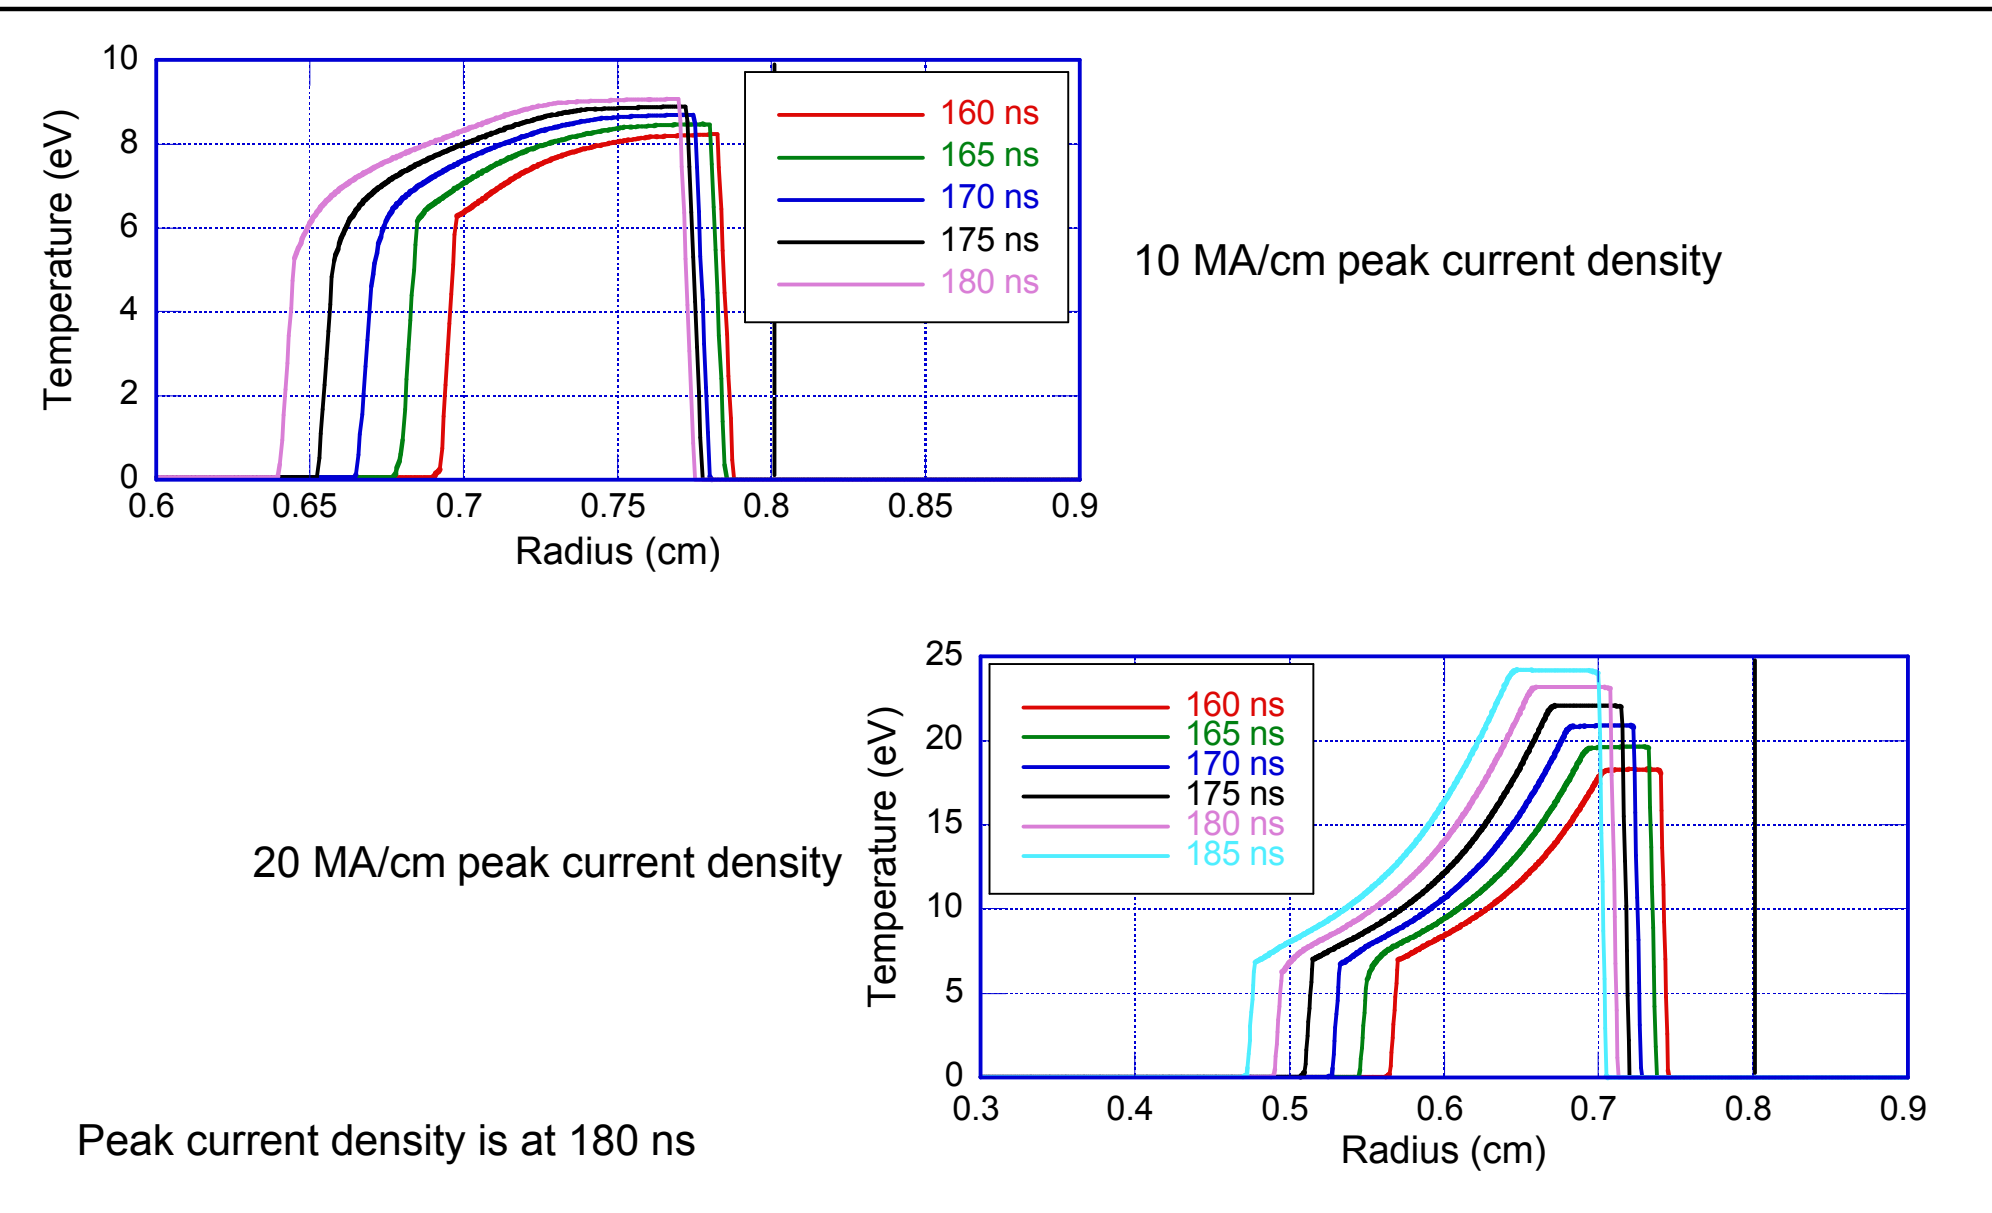 10
8
6
4
2
0
Temperature (eV)
160 ns
165 ns
170 ns
175 ns
180 ns
0.6 0.65 0.7 0.75 0.8 0.85 0.9
Radius (cm)
10 MA/cm peak current density
20 MA/cm peak current density
25
20
15
10
5
0
Temperature (eV)
160 ns
165 ns
170 ns
175 ns
180 ns
185 ns
0.3 0.4 0.5 0.6 0.7 0.8 0.9
Radius (cm)
Peak current density is at 180 ns